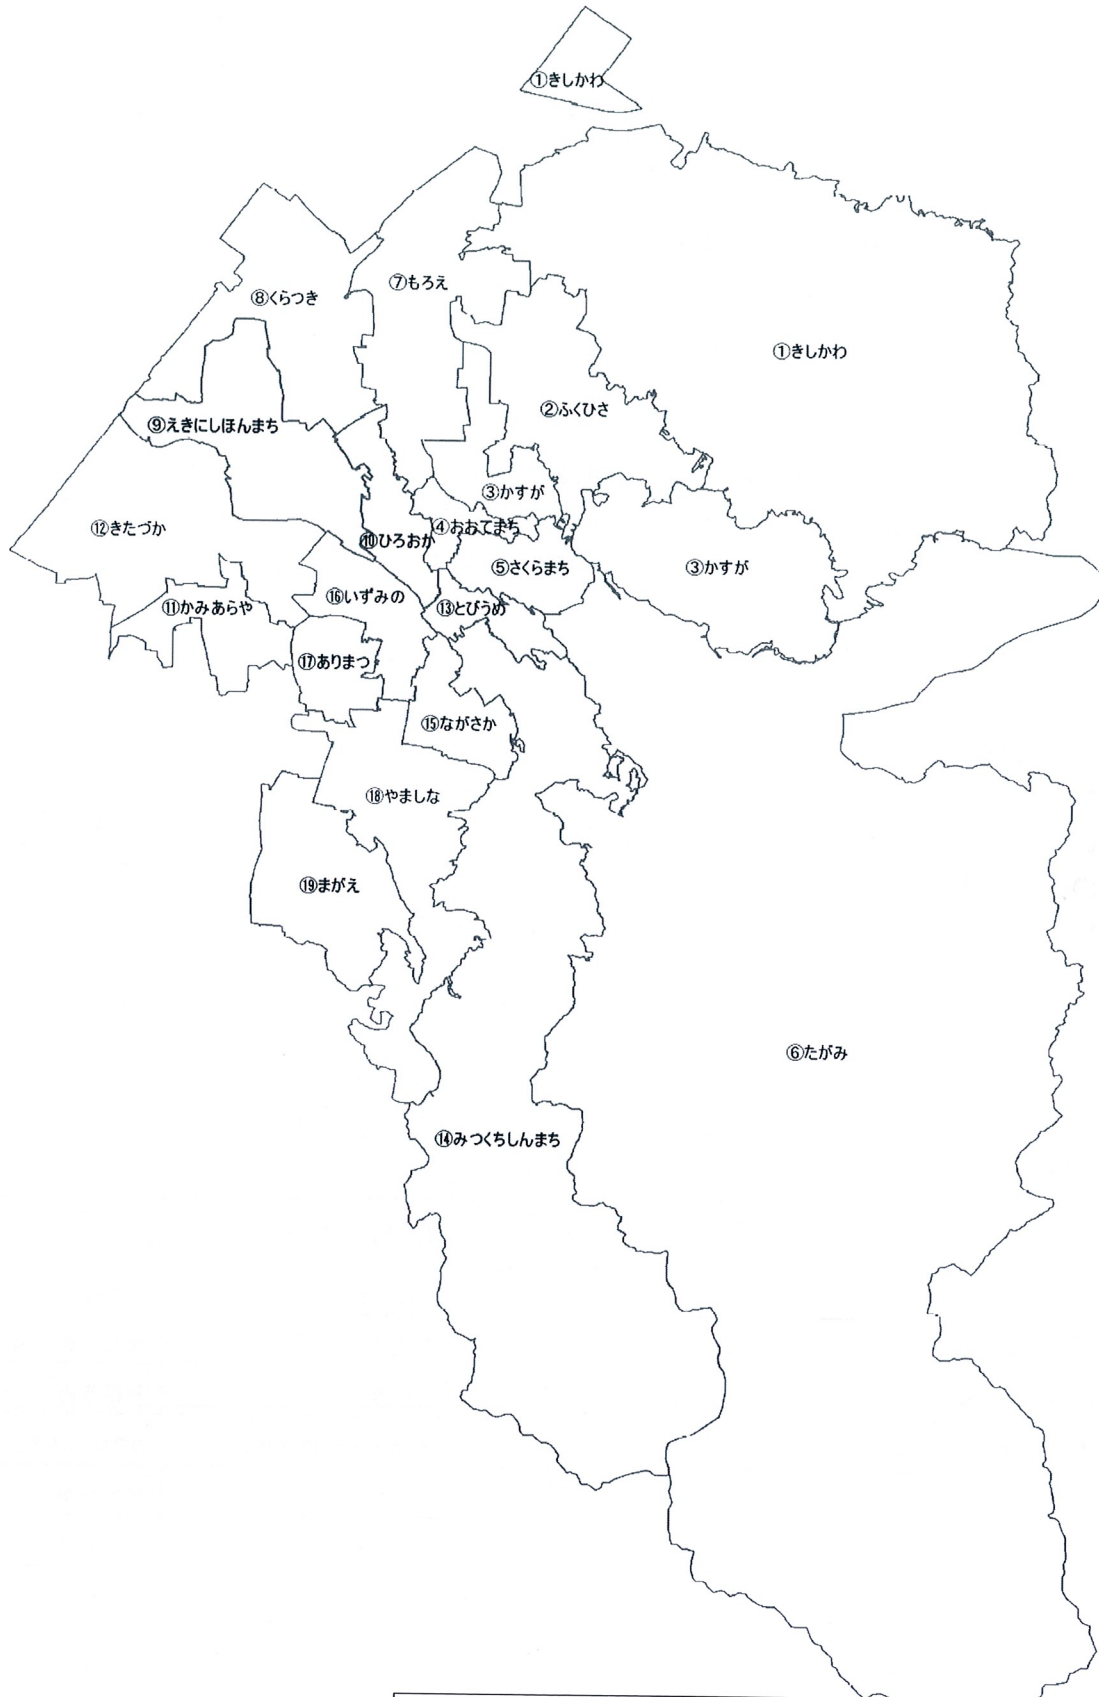 ①きしかわ
⑦もろえ
⑧くらつき
①きしかわ
②ふくひさ
⑨えきにしほんまち
③かすが
④おおてまち
⑫きたづか
⑩ひろおか
⑤さくらまち
③かすが
⑯いずみの
⑪かみあらや
⑬とびうめ
⑰ありまつ
⑮ながさか
⑱やましな
⑲まがえ
⑥たがみ
⑭みつくちしんまち